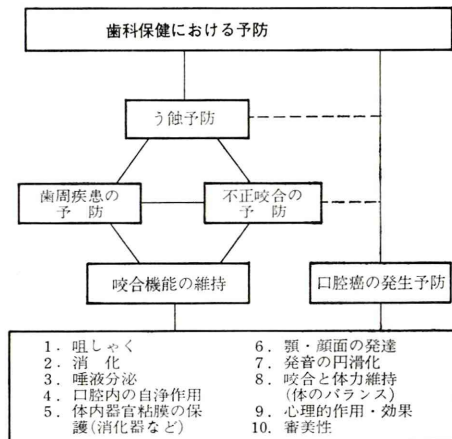 歯科保健における予防
う蝕予防
歯周疾患の
予 防
不正咬合の
予 防
咬合機能の維持
口腔癌の発生予防
1. 咀しゃく
2. 消 化
3. 唾液分泌
4. 口腔内の自浄作用
5. 体内器官粘膜の保
護(消化器など)
6. 顎・顔面の発達
7. 発音の円滑化
8. 咬合と体力維持
(体のバランス)
9. 心理的作用・効果
10. 審美性